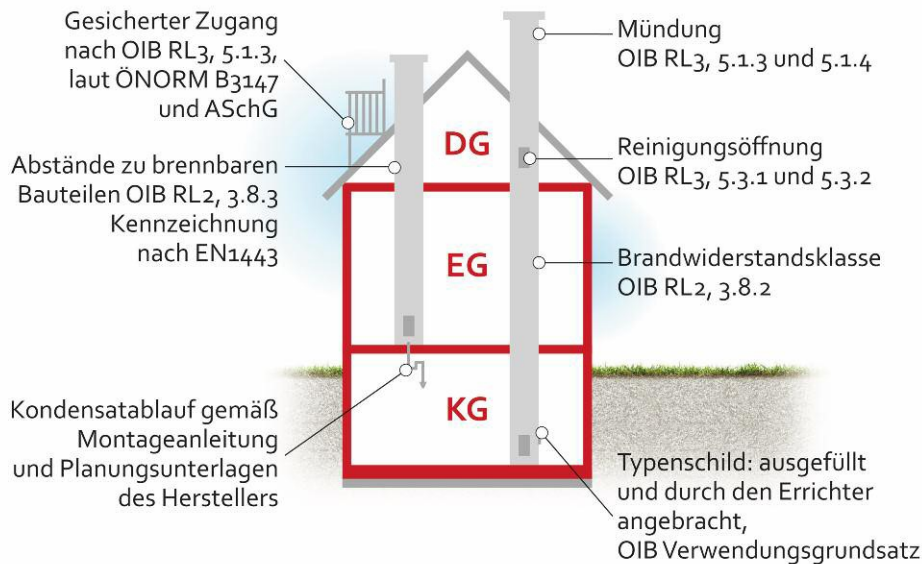 Gesicherter Zugang
nach OIB RL3, 5.1.3,
laut ÖNORM B3147
und ASchG
Abstände zu brennbaren
Bauteilen OIB RL2, 3.8.3
Kennzeichnung
nach EN1443
Kondensatablauf gemäß
Montageanleitung
und Planungsunterlagen
des Herstellers
DG
EG
KG
Mündung
OIB RL3, 5.1.3 und 5.1.4
Reinigungsöffnung
OIB RL3, 5.3.1 und 5.3.2
Brandwiderstandsklasse
OIB RL2, 3.8.2
Typenschild: ausgefüllt
und durch den Errichter
angebracht,
OIB Verwendungsgrundsatz